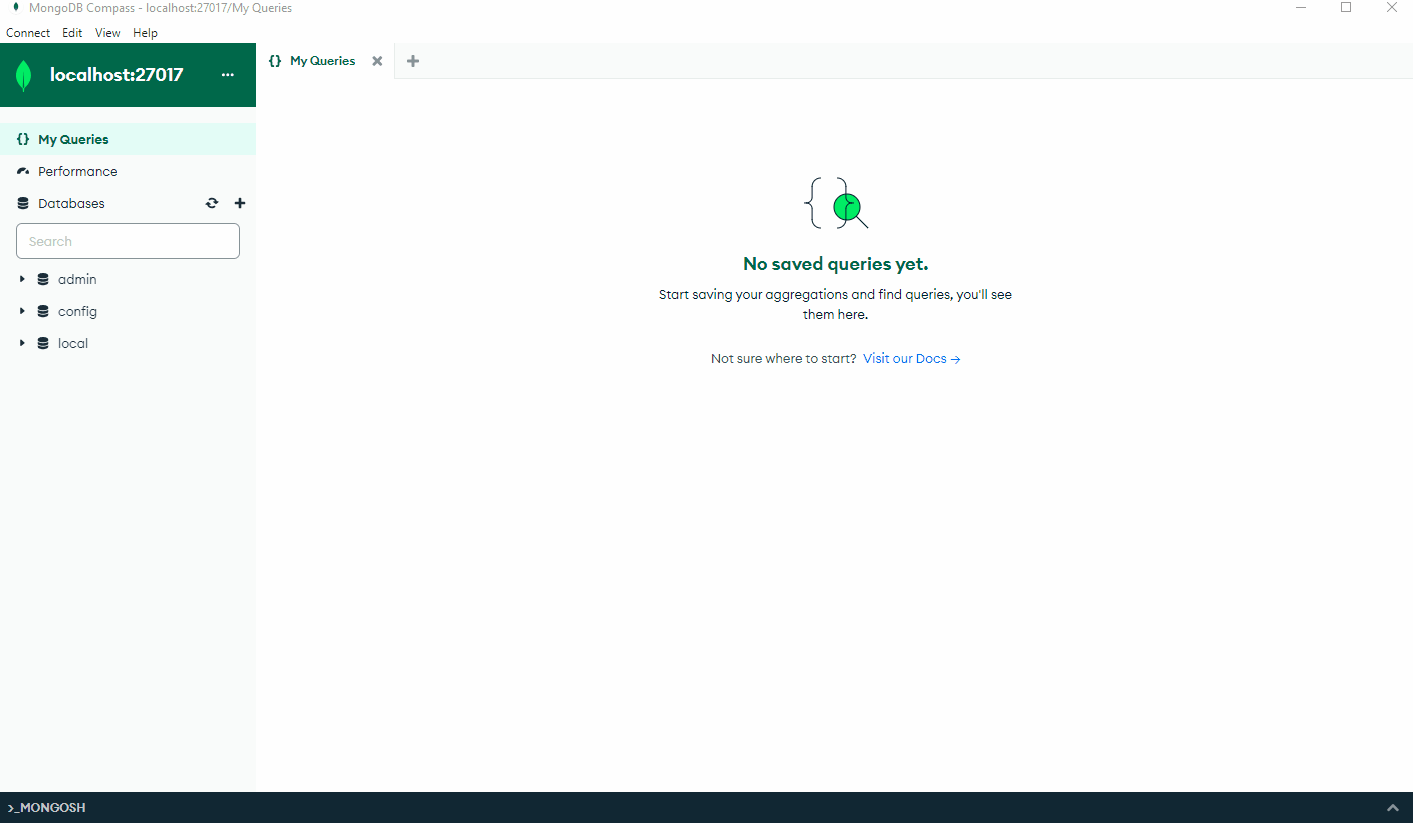 MongoDB Compass - localhost:27017/My Queries
Connect Edit View Help
localhost:27017 ...
{} My Queries
{} My Queries
Performance
Databases
Search
admin
config
local
No saved queries yet.
Start saving your aggregations and find queries, you'll see
them here.
Not sure where to start? Visit our Docs →
>_MONGOSH